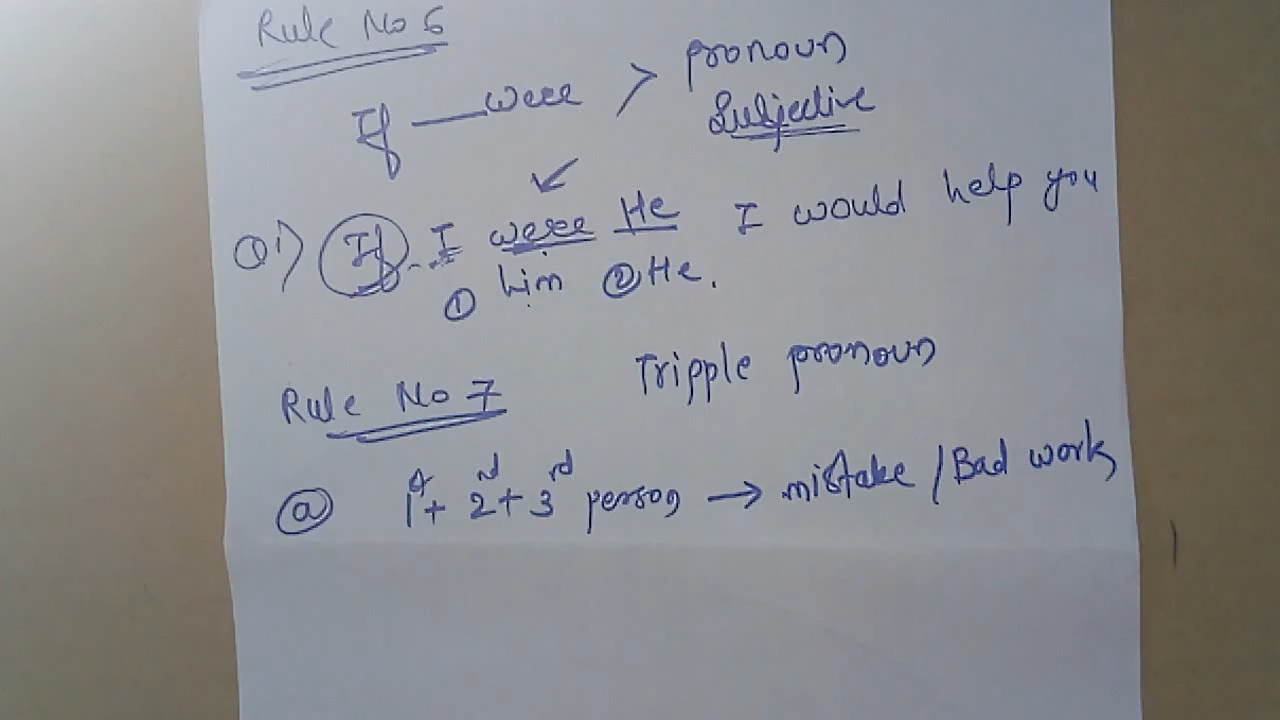 Rule No 6
If — were > pronoun
Subjective
Q1) If I were He I would help you
① him ② He.
Rule No 7 Tripple pronoun
ⓐ 1st + 2nd + 3rd person → mistake / Bad work